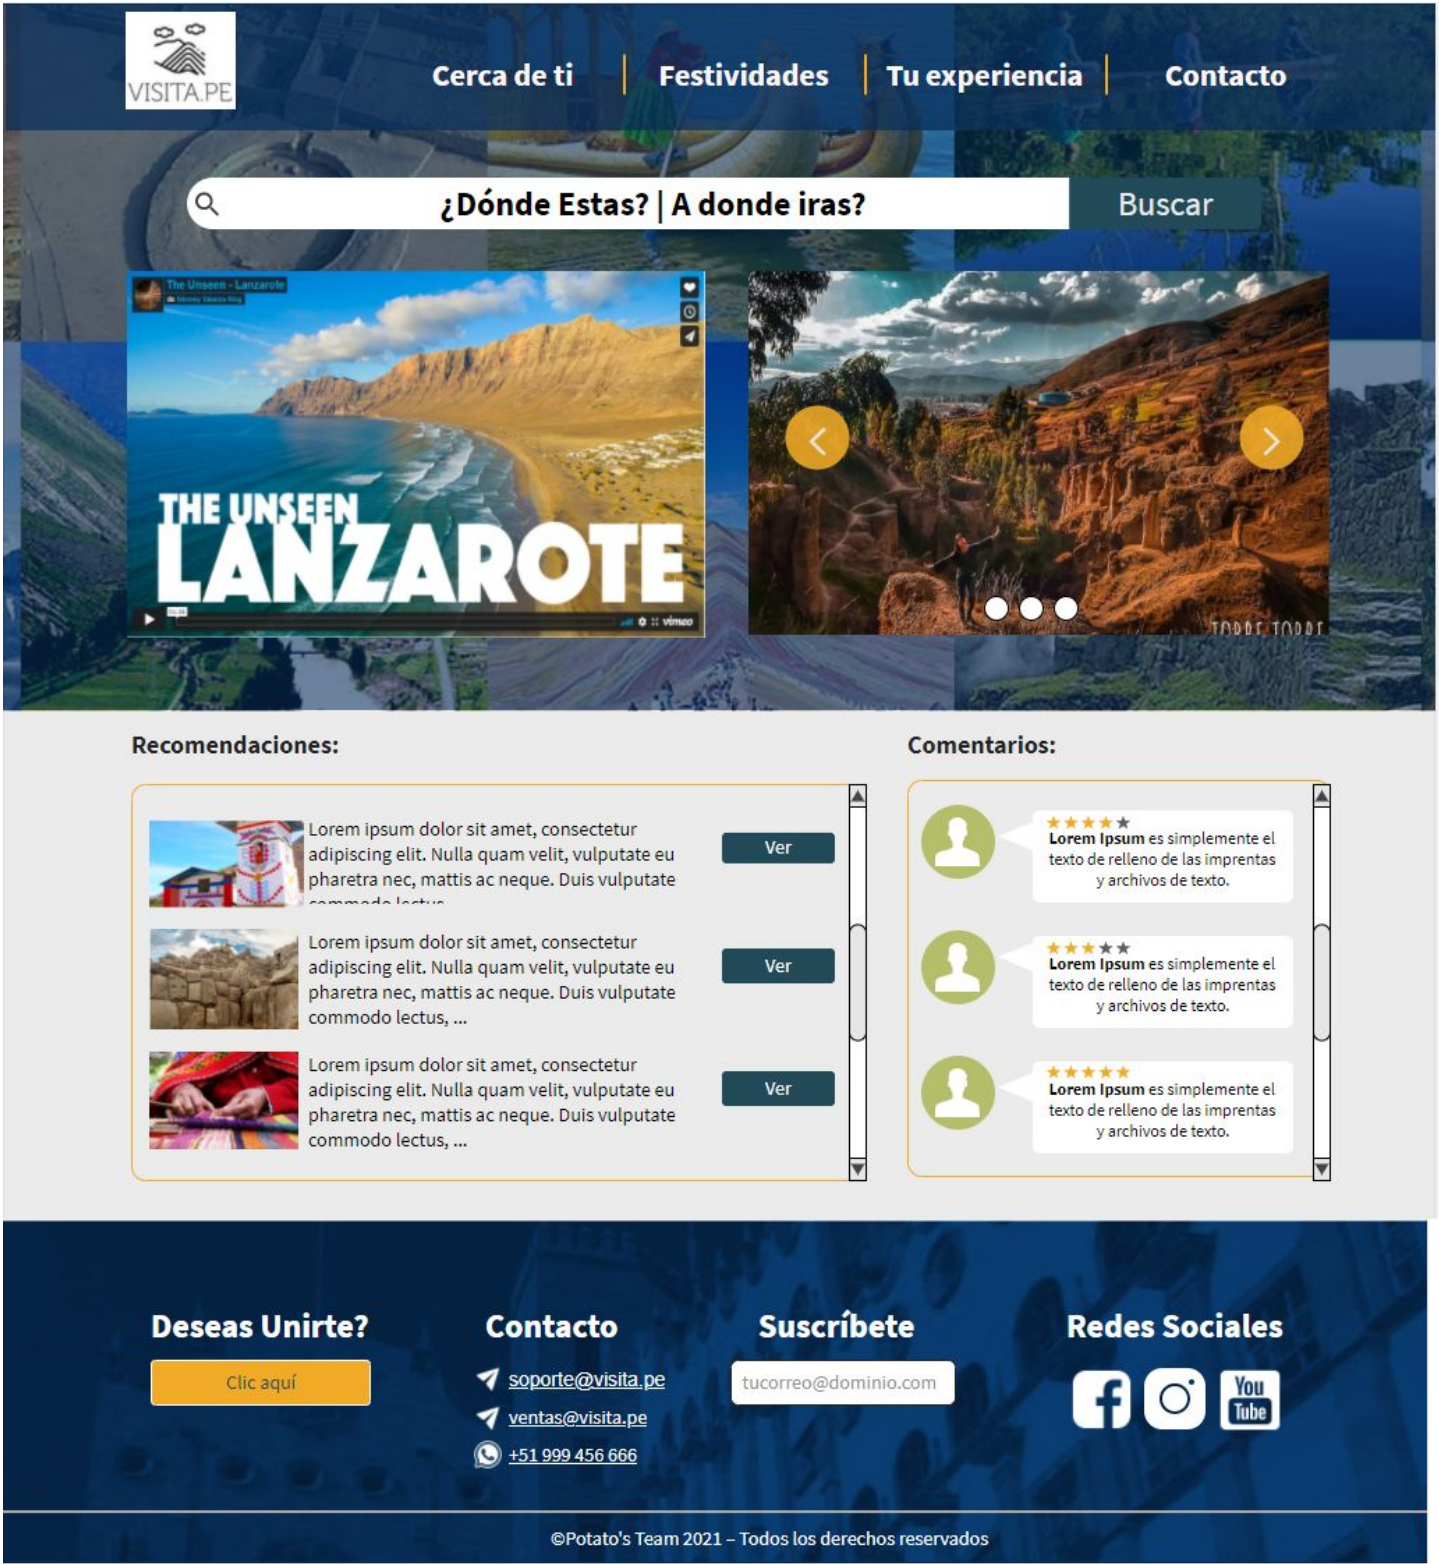 VISITA.PE
Cerca de ti
Festividades
Tu experiencia
Contacto
¿Dónde Estas? | A donde iras?
Buscar
The Unseen - Lanzarote
THE UNSEEN
LANZAROTE
vimeo
TORRE TORRE
Recomendaciones:
Lorem ipsum dolor sit amet, consectetur
adipiscing elit. Nulla quam velit, vulputate eu
pharetra nec, mattis ac neque. Duis vulputate
commodo lectus, ...
Ver
Lorem ipsum dolor sit amet, consectetur
adipiscing elit. Nulla quam velit, vulputate eu
pharetra nec, mattis ac neque. Duis vulputate
commodo lectus, ...
Ver
Lorem ipsum dolor sit amet, consectetur
adipiscing elit. Nulla quam velit, vulputate eu
pharetra nec, mattis ac neque. Duis vulputate
commodo lectus, ...
Ver
Comentarios:
Lorem Ipsum es simplemente el
texto de relleno de las imprentas
y archivos de texto.
Lorem Ipsum es simplemente el
texto de relleno de las imprentas
y archivos de texto.
Lorem Ipsum es simplemente el
texto de relleno de las imprentas
y archivos de texto.
Deseas Unirte?
Clic aquí
Contacto
soporte@visita.pe
ventas@visita.pe
+51 999 456 666
Suscríbete
tucorreo@dominio.com
Redes Sociales
You
Tube
©Potato's Team 2021 – Todos los derechos reservados